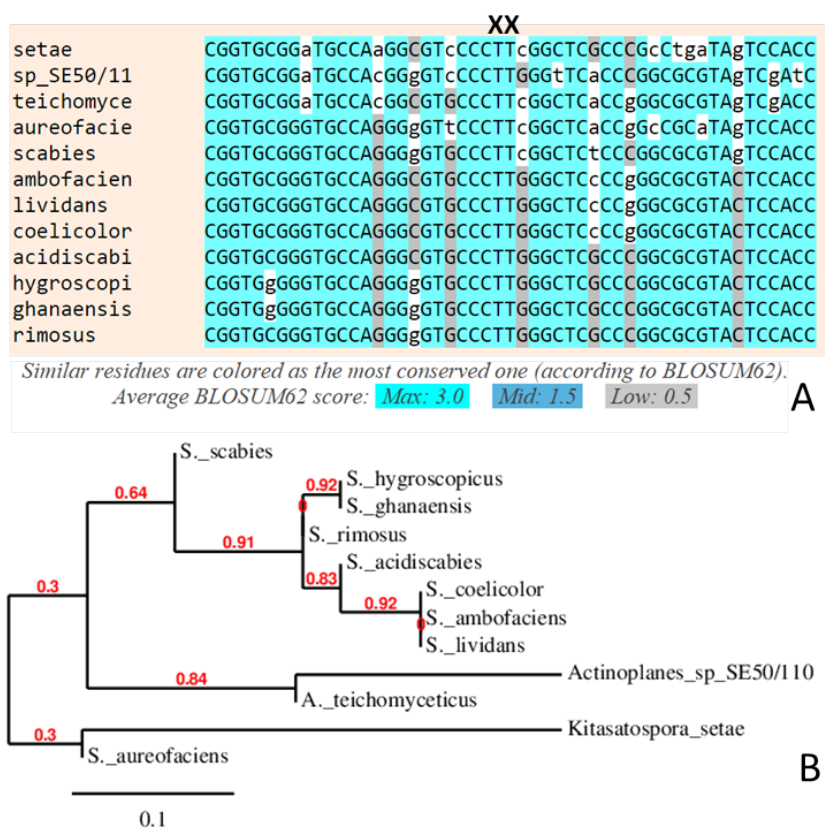 XX
setae CGGTGCGGaTGCCAaGGCGTcCCCTTcGGCTCGCCCGcCtgaTAgTCCACC
sp_SE50/11 CGGTGCGGaTGCCAcGGgGTcCCCTTGGGtTCaCCCGGCGCGTAgTCgAtC
teichomyce CGGTGCGGaTGCCAcGGCGTGCCCTTcGGCTCaCCgGGCGCGTAgTCgACC
aureofacie CGGTGCGGGTGCCAGGGgGTtCCCTTcGGCTCaCCgGcCGCaTAgTCCACC
scabies CGGTGCGGGTGCCAGGGgGTGCCCTTcGGCTCtCCCGGCGCGTAgTCCACC
ambofacien CGGTGCGGGTGCCAGGGCGTGCCCTTGGGCTCcCCgGGCGCGTACTCCACC
lividans CGGTGCGGGTGCCAGGGCGTGCCCTTGGGCTCcCCgGGCGCGTACTCCACC
coelicolor CGGTGCGGGTGCCAGGGCGTGCCCTTGGGCTCcCCgGGCGCGTACTCCACC
acidiscabi CGGTGCGGGTGCCAGGGCGTGCCCTTGGGCTCGCCCGGCGCGTACTCCACC
hygroscopi CGGTGgGGGTGCCAGGGgGTGCCCTTGGGCTCGCCCGGCGCGTACTCCACC
ghanaensis CGGTGgGGGTGCCAGGGgGTGCCCTTGGGCTCGCCCGGCGCGTACTCCACC
rimosus CGGTGCGGGTGCCAGGGgGTGCCCTTGGGCTCGCCCGGCGCGTACTCCACC
Similar residues are colored as the most conserved one (according to BLOSUM62).
Average BLOSUM62 score: Max: 3.0 Mid: 1.5 Low: 0.5
A
S._scabies
0.92 S._hygroscopicus
0.64
0
S._ghanaensis
S._rimosus
0.91
S._acidiscabies
0.83
0.3
S._coelicolor
0.92
S._ambofaciens
0
S._lividans
Actinoplanes_sp_SE50/110
0.84
A._teichomyceticus
Kitasatospora_setae
0.3
S._aureofaciens
B
0.1